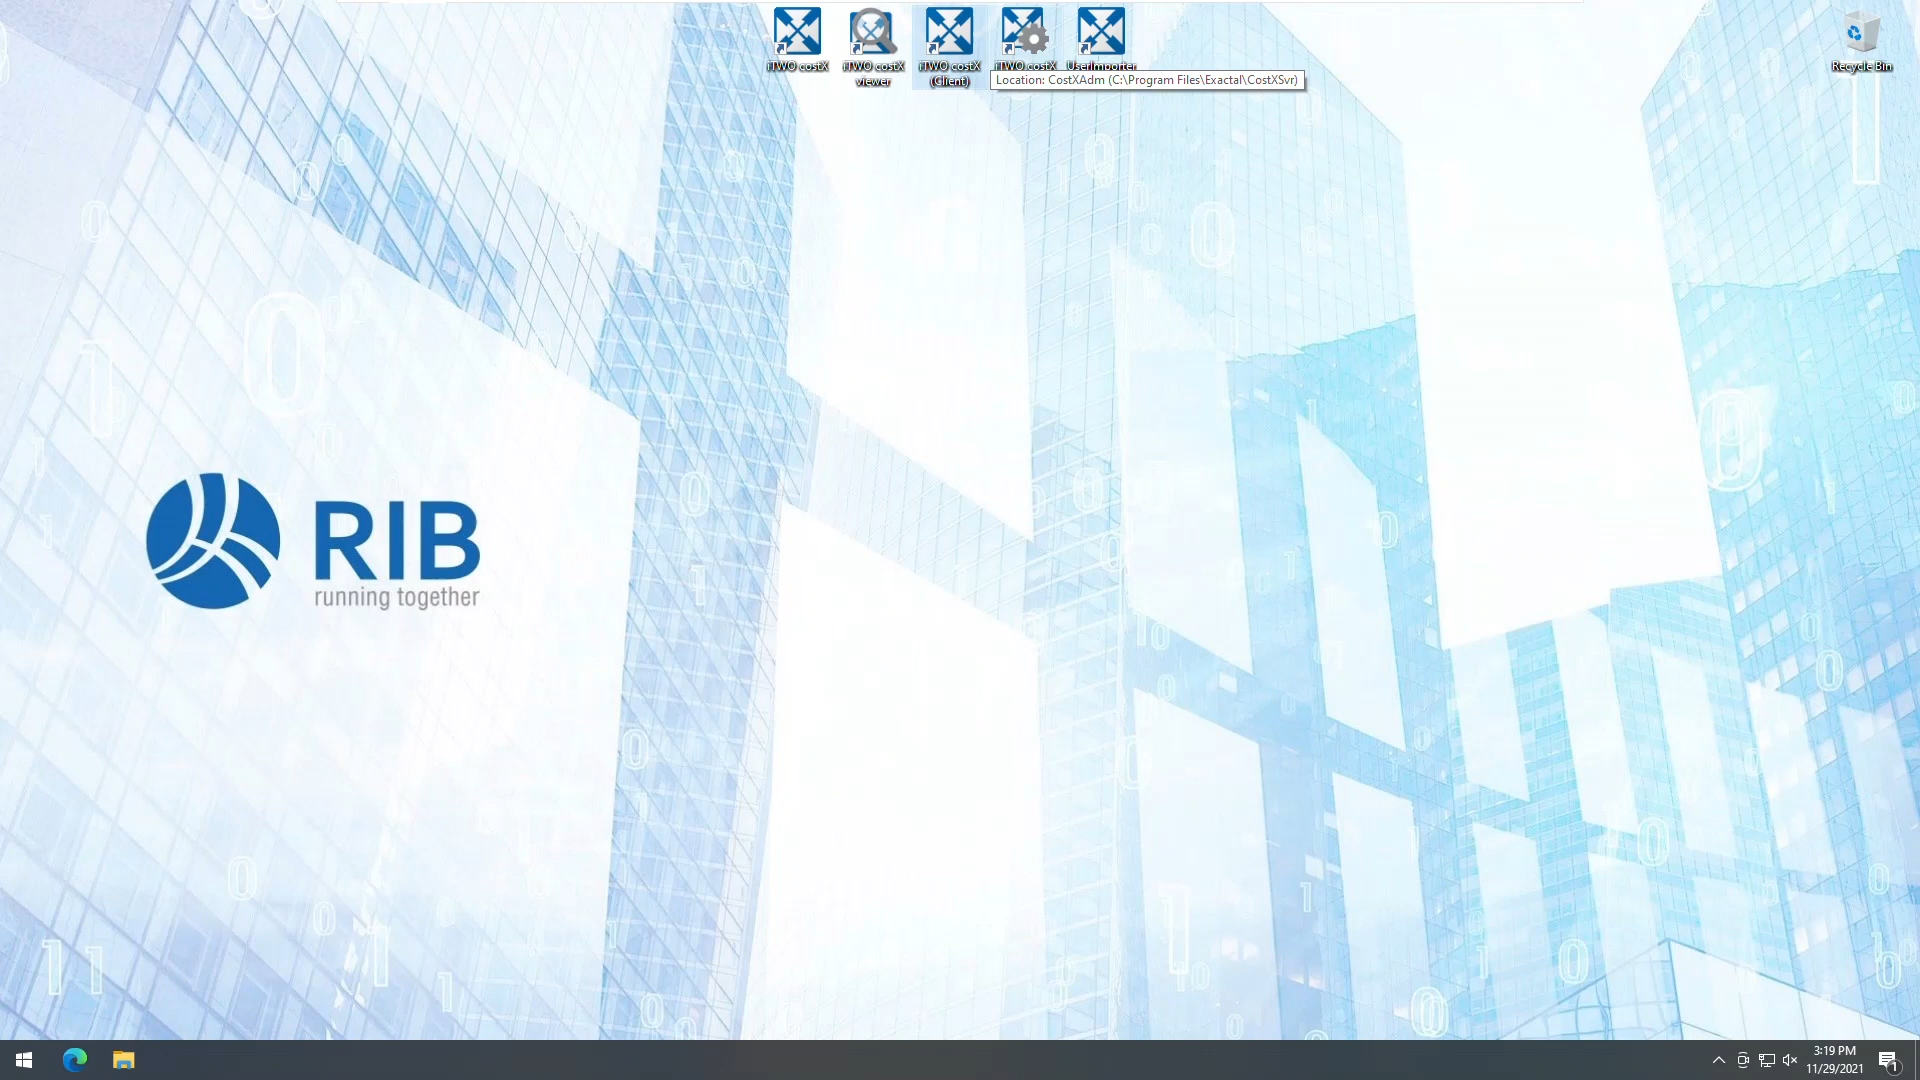 iTWO costX
iTWO costX
viewer
iTWO costX
(Client)
iTWO costX
UserImporter
Location: CostXAdm (C:\Program Files\Exactal\CostXSvr)
Recycle Bin
RIB
running together
3:19 PM
11/29/2021
1